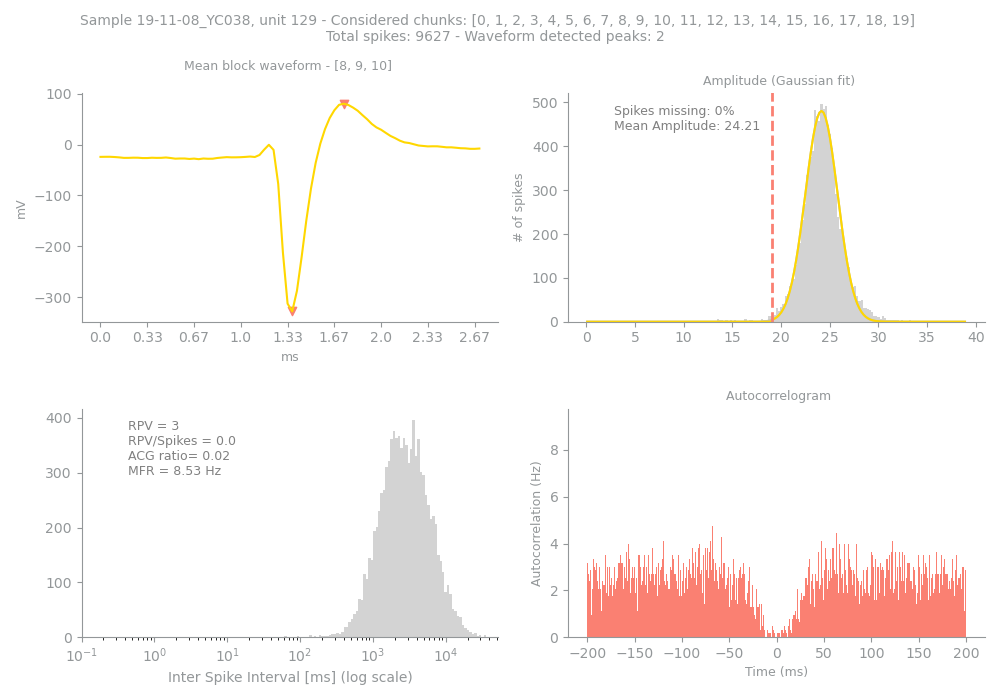 Sample 19-11-08_YC038, unit 129 - Considered chunks: [0, 1, 2, 3, 4, 5, 6, 7, 8, 9, 10, 11, 12, 13, 14, 15, 16, 17, 18, 19]
Total spikes: 9627 - Waveform detected peaks: 2
Mean block waveform - [8, 9, 10]
100
0
−100
−200
−300
mV
0.0 0.33 0.67 1.0 1.33 1.67 2.0 2.33 2.67
ms
Amplitude (Gaussian fit)
Spikes missing: 0%
Mean Amplitude: 24.21
500
400
300
200
100
0
# of spikes
0 5 10 15 20 25 30 35 40
RPV = 3
RPV/Spikes = 0.0
ACG ratio= 0.02
MFR = 8.53 Hz
400
300
200
100
0
10⁻¹ 10⁰ 10¹ 10² 10³ 10⁴
Inter Spike Interval [ms] (log scale)
Autocorrelogram
8
6
4
2
0
Autocorrelation (Hz)
−200 −150 −100 −50 0 50 100 150 200
Time (ms)